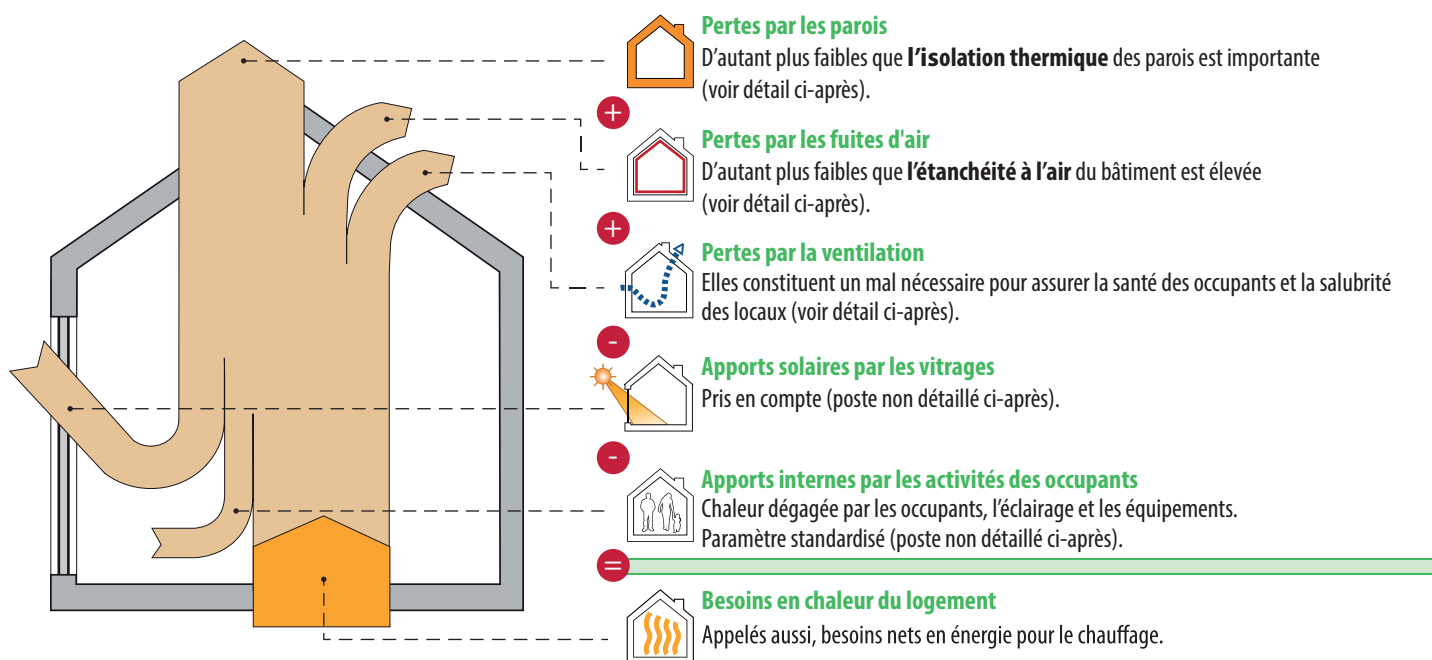 Pertes par les parois
D’autant plus faibles que l’isolation thermique des parois est importante
(voir détail ci-après).
+
Pertes par les fuites d'air
D’autant plus faibles que l’étanchéité à l’air du bâtiment est élevée
(voir détail ci-après).
+
Pertes par la ventilation
Elles constituent un mal nécessaire pour assurer la santé des occupants et la salubrité
des locaux (voir détail ci-après).
-
Apports solaires par les vitrages
Pris en compte (poste non détaillé ci-après).
-
Apports internes par les activités des occupants
Chaleur dégagée par les occupants, l’éclairage et les équipements.
Paramètre standardisé (poste non détaillé ci-après).
=
Besoins en chaleur du logement
Appelés aussi, besoins nets en énergie pour le chauffage.